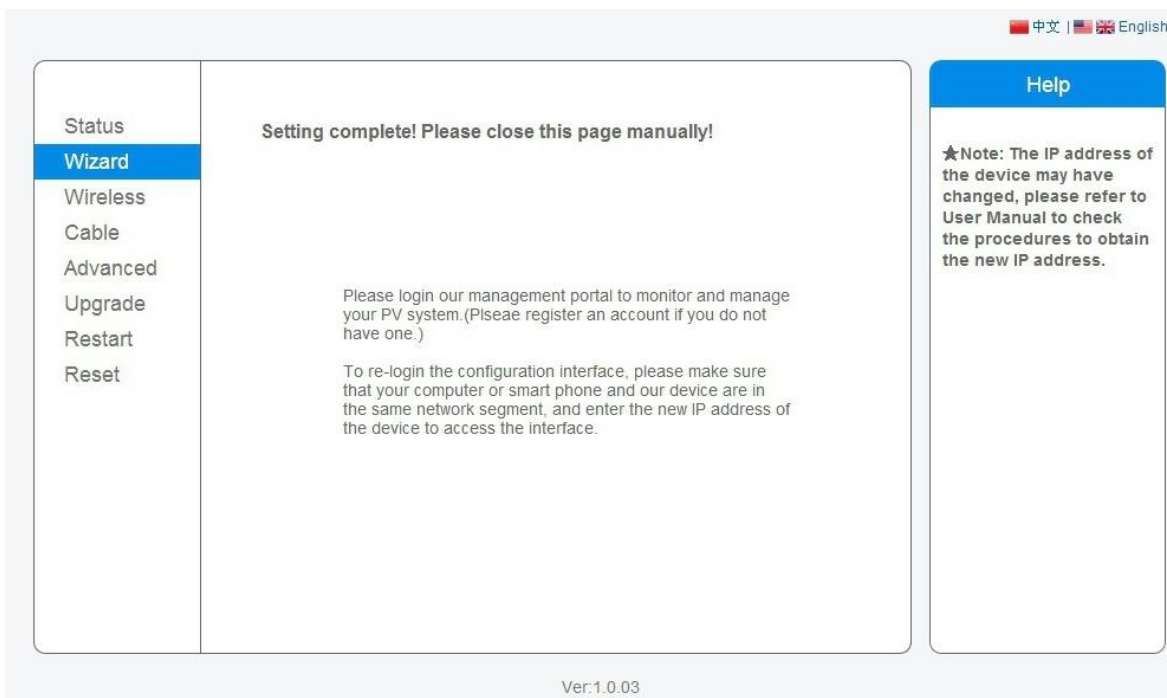 中文 | English
Help
Status
Wizard
Wireless
Cable
Advanced
Upgrade
Restart
Reset
Setting complete! Please close this page manually!
Please login our management portal to monitor and manage
your PV system.(Plseae register an account if you do not
have one.)
To re-login the configuration interface, please make sure
that your computer or smart phone and our device are in
the same network segment, and enter the new IP address of
the device to access the interface.
★Note: The IP address of
the device may have
changed, please refer to
User Manual to check
the procedures to obtain
the new IP address.
Ver:1.0.03